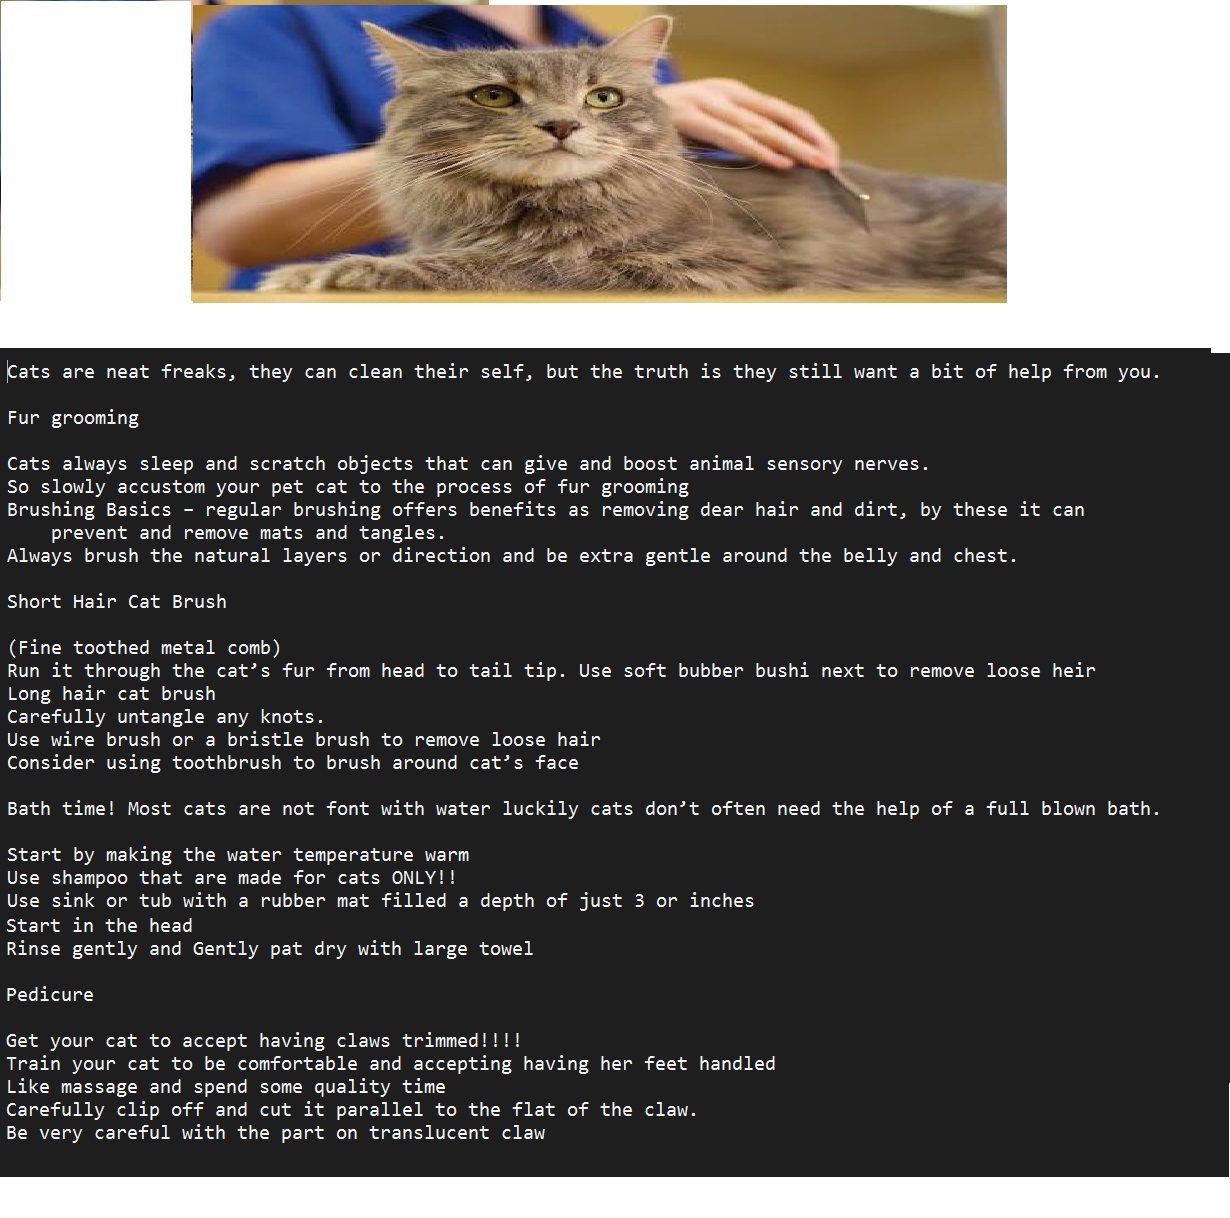 Cats are neat freaks, they can clean their self, but the truth is they still want a bit of help from you.
Fur grooming
Cats always sleep and scratch objects that can give and boost animal sensory nerves.
So slowly accustom your pet cat to the process of fur grooming
Brushing Basics – regular brushing offers benefits as removing dear hair and dirt, by these it can
prevent and remove mats and tangles.
Always brush the natural layers or direction and be extra gentle around the belly and chest.
Short Hair Cat Brush
(Fine toothed metal comb)
Run it through the cat’s fur from head to tail tip. Use soft bubber bushi next to remove loose heir
Long hair cat brush
Carefully untangle any knots.
Use wire brush or a bristle brush to remove loose hair
Consider using toothbrush to brush around cat’s face
Bath time! Most cats are not font with water luckily cats don’t often need the help of a full blown bath.
Start by making the water temperature warm
Use shampoo that are made for cats ONLY!!
Use sink or tub with a rubber mat filled a depth of just 3 or inches
Start in the head
Rinse gently and Gently pat dry with large towel
Pedicure
Get your cat to accept having claws trimmed!!!!
Train your cat to be comfortable and accepting having her feet handled
Like massage and spend some quality time
Carefully clip off and cut it parallel to the flat of the claw.
Be very careful with the part on translucent claw